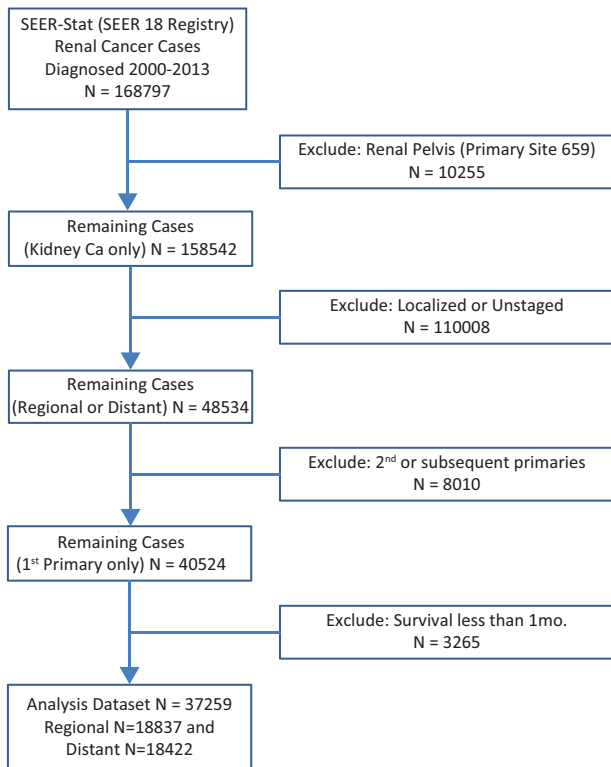 SEER-Stat (SEER 18 Registry)
Renal Cancer Cases
Diagnosed 2000-2013
N = 168797
Exclude: Renal Pelvis (Primary Site 659)
N = 10255
Remaining Cases
(Kidney Ca only) N = 158542
Exclude: Localized or Unstaged
N = 110008
Remaining Cases
(Regional or Distant) N = 48534
Exclude: 2nd or subsequent primaries
N = 8010
Remaining Cases
(1st Primary only) N = 40524
Exclude: Survival less than 1mo.
N = 3265
Analysis Dataset N = 37259
Regional N=18837 and
Distant N=18422